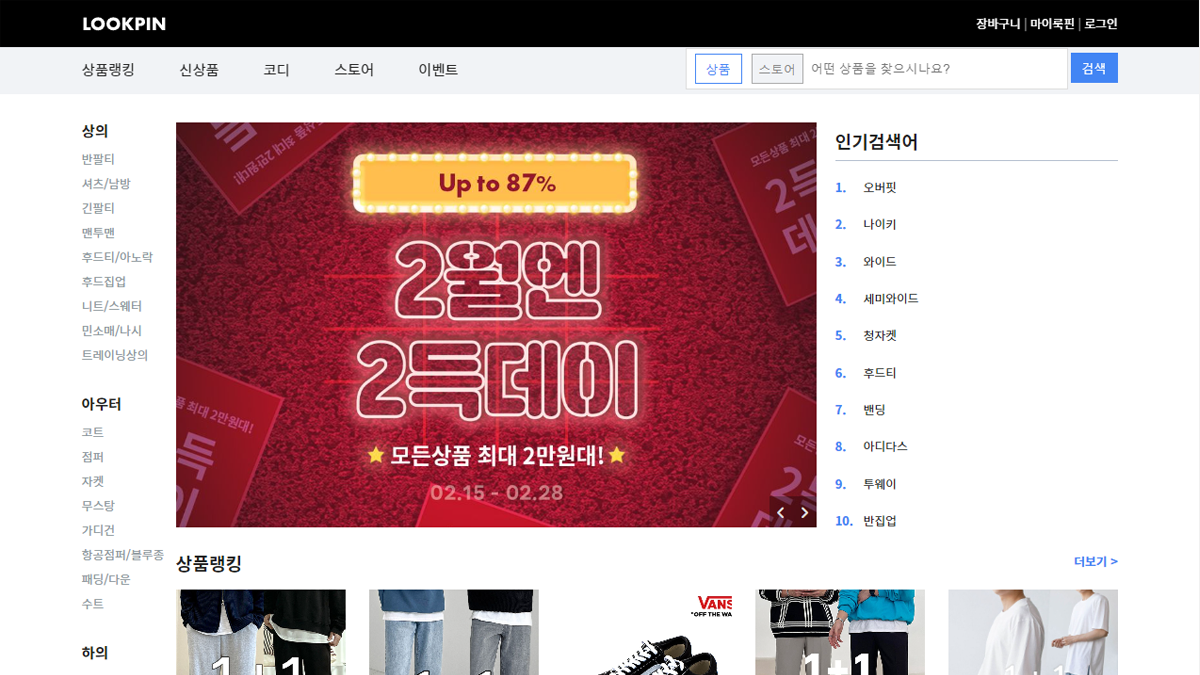 LOOKPIN
장바구니 | 마이룩핀 | 로그인
상품랭킹 신상품 코디 스토어 이벤트
상품 스토어 어떤 상품을 찾으시나요? 검색
상의
반팔티
셔츠/남방
긴팔티
맨투맨
후드티/아노락
후드집업
니트/스웨터
민소매/나시
트레이닝상의
아우터
코트
점퍼
자켓
무스탕
가디건
항공점퍼/블루종
패딩/다운
수트
하의
Up to 87%
2월엔
2득데이
모든상품 최대 2만원대!
02.15 - 02.28
인기검색어
1. 오버핏
2. 나이키
3. 와이드
4. 세미와이드
5. 청자켓
6. 후드티
7. 밴딩
8. 아디다스
9. 투웨이
10. 반집업
상품랭킹
더보기 >
1+1
VANS
"OFF THE WA
1+1